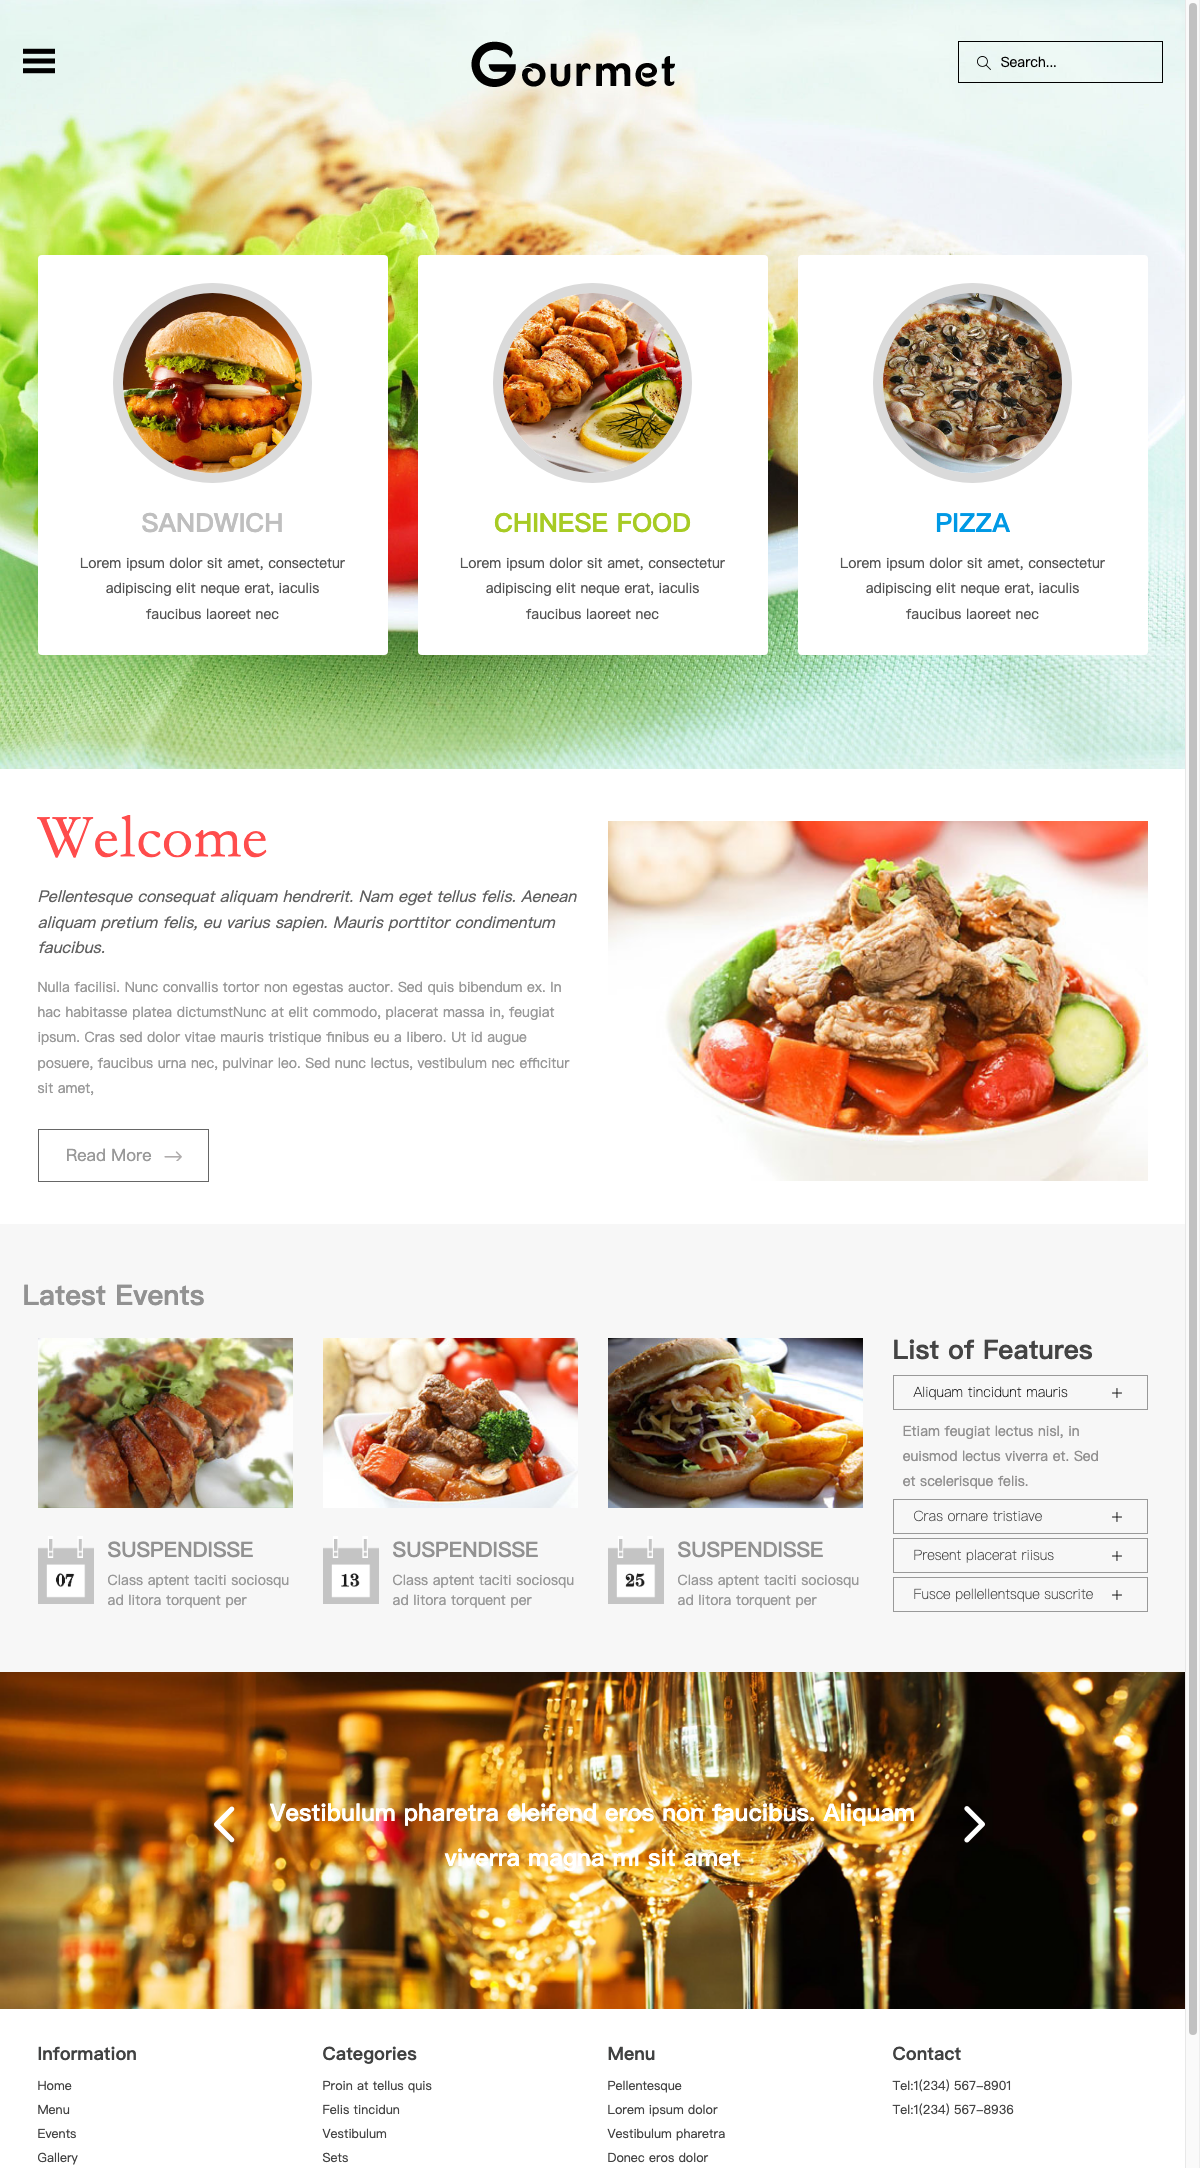 Gourmet
Search...
SANDWICH
Lorem ipsum dolor sit amet, consectetur
adipiscing elit neque erat, iaculis
faucibus laoreet nec
CHINESE FOOD
Lorem ipsum dolor sit amet, consectetur
adipiscing elit neque erat, iaculis
faucibus laoreet nec
PIZZA
Lorem ipsum dolor sit amet, consectetur
adipiscing elit neque erat, iaculis
faucibus laoreet nec
Welcome
Pellentesque consequat aliquam hendrerit. Nam eget tellus felis. Aenean
aliquam pretium felis, eu varius sapien. Mauris porttitor condimentum
faucibus.
Nulla facilisi. Nunc convallis tortor non egestas auctor. Sed quis bibendum ex. In
hac habitasse platea dictumstNunc at elit commodo, placerat massa in, feugiat
ipsum. Cras sed dolor vitae mauris tristique finibus eu a libero. Ut id augue
posuere, faucibus urna nec, pulvinar leo. Sed nunc lectus, vestibulum nec efficitur
sit amet,
Read More
Latest Events
07
SUSPENDISSE
Class aptent taciti sociosqu
ad litora torquent per
13
SUSPENDISSE
Class aptent taciti sociosqu
ad litora torquent per
25
SUSPENDISSE
Class aptent taciti sociosqu
ad litora torquent per
List of Features
Aliquam tincidunt mauris
Etiam feugiat lectus nisl, in
euismod lectus viverra et. Sed
et scelerisque felis.
Cras ornare tristiave
Present placerat riisus
Fusce pellellentsque suscrite
Vestibulum pharetra eleifend eros non faucibus. Aliquam
viverra magna mi sit amet
Information
Home
Menu
Events
Gallery
Categories
Proin at tellus quis
Felis tincidun
Vestibulum
Sets
Menu
Pellentesque
Lorem ipsum dolor
Vestibulum pharetra
Donec eros dolor
Contact
Tel:1(234) 567-8901
Tel:1(234) 567-8936